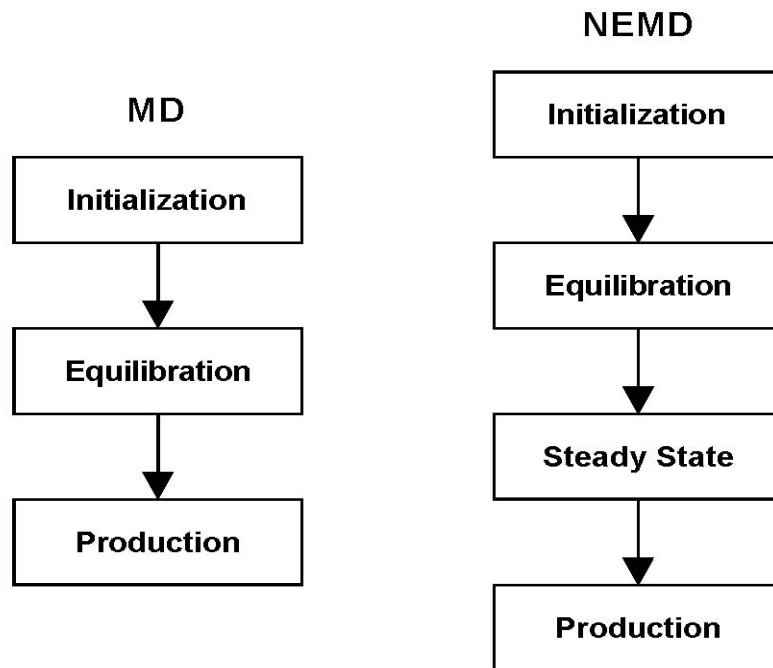 MD
Initialization
Equilibration
Production
NEMD
Initialization
Equilibration
Steady State
Production